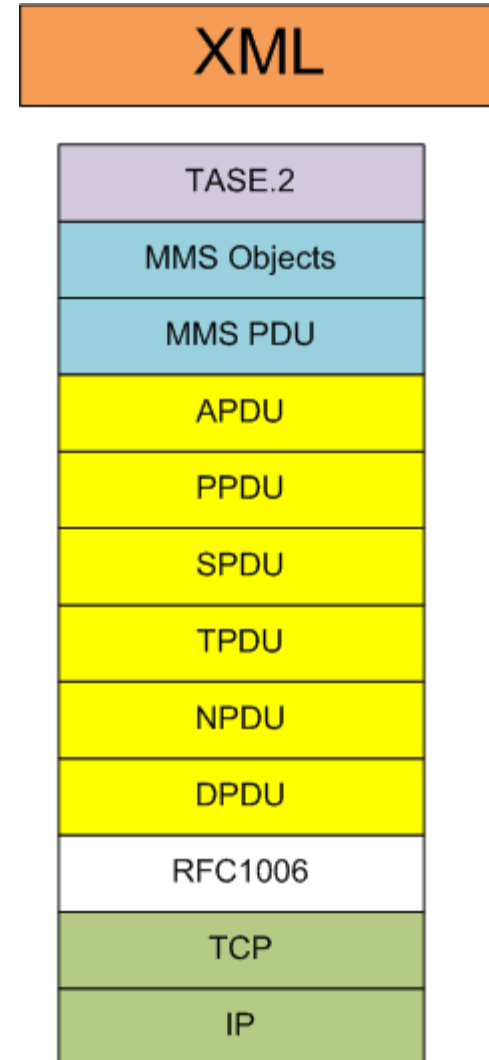 XML
TASE.2
MMS Objects
MMS PDU
APDU
PPDU
SPDU
TPDU
NPDU
DPDU
RFC1006
TCP
IP